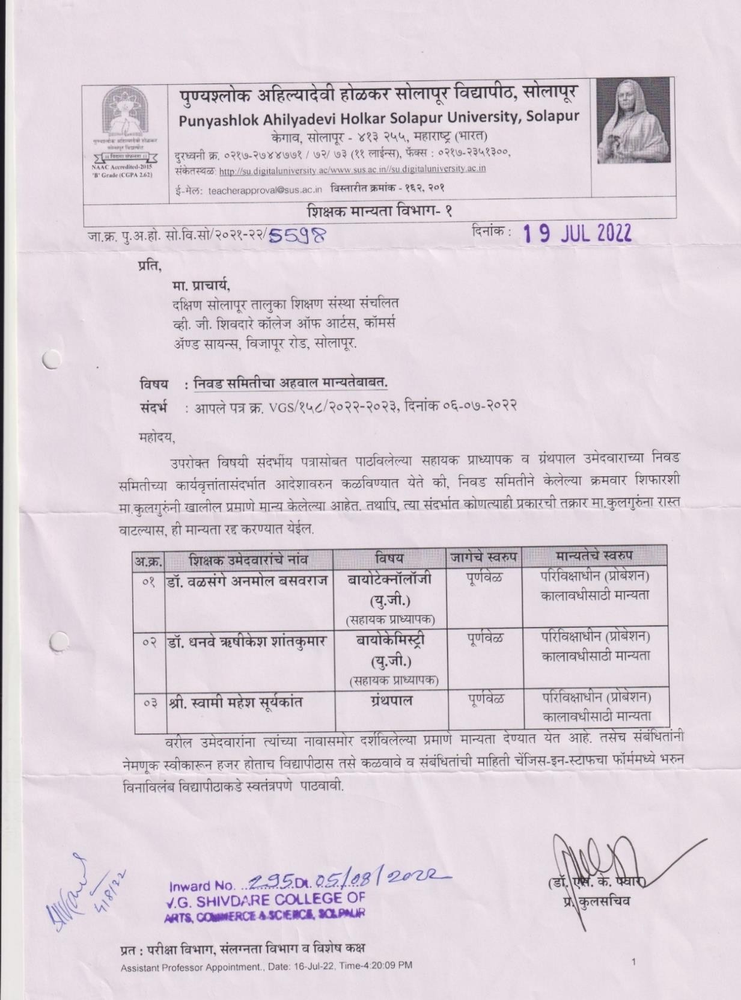 पुण्यश्लोक अहिल्यादेवी होळकर सोलापूर विद्यापीठ, सोलापूर
Punyashlok Ahilyadevi Holkar Solapur University, Solapur
केगाव, सोलापूर - ४१३ २५५, महाराष्ट्र (भारत)
दुरध्वनी क्र. ०२१७-२७४४७७१ / ७२/ ७३ (११ लाईन्स), फॅक्स : ०२१७-२३५१३००,
संकेतस्थळ: http://su.digitaluniversity.ac/www.sus.ac.in//su.digitaluniversity.ac.in
ई-मेल: teacherapproval@sus.ac.in विस्तारीत क्रमांक - १६२, २०१
पुण्यश्लोक अहिल्यादेवी होळकर
सोलापूर विद्यापीठ
।। विद्यया संपन्नता ।।
NAAC Accredited-2015
'B' Grade (CGPA 2.62)
शिक्षक मान्यता विभाग- १
जा.क्र. पु.अ.हो. सो.वि.सो/२०२१-२२/5598 दिनांक : 19 JUL 2022
प्रति,
मा. प्राचार्य,
दक्षिण सोलापूर तालुका शिक्षण संस्था संचलित
व्ही. जी. शिवदारे कॉलेज ऑफ आर्टस, कॉमर्स
ॲण्ड सायन्स, विजापूर रोड, सोलापूर.
विषय : निवड समितीचा अहवाल मान्यतेबाबत.
संदर्भ : आपले पत्र क्र. VGS/१५८/२०२२-२०२३, दिनांक ०६-०७-२०२२
महोदय,
उपरोक्त विषयी संदर्भीय पत्रासोबत पाठविलेल्या सहायक प्राध्यापक व ग्रंथपाल उमेदवाराच्या निवड
समितीच्या कार्यवृत्तांतासंदर्भात आदेशावरुन कळविण्यात येते की, निवड समितीने केलेल्या क्रमवार शिफारशी
मा.कुलगुरुंनी खालील प्रमाणे मान्य केलेल्या आहेत. तथापि, त्या संदर्भात कोणत्याही प्रकारची तक्रार मा.कुलगुरुंना रास्त
वाटल्यास, ही मान्यता रद्द करण्यात येईल.
अ.क्र. शिक्षक उमेदवारांचे नांव विषय जागेचे स्वरुप मान्यतेचे स्वरुप
०१ डॉ. वळसंगे अनमोल बसवराज बायोटेक्नॉलॉजी पूर्णवेळ परिविक्षाधीन (प्रोबेशन)
(यु.जी.) कालावधीसाठी मान्यता
(सहायक प्राध्यापक)
०२ डॉ. धनवे ऋषीकेश शांतकुमार बायोकेमिस्ट्री पूर्णवेळ परिविक्षाधीन (प्रोबेशन)
(यु.जी.) कालावधीसाठी मान्यता
(सहायक प्राध्यापक)
०३ श्री. स्वामी महेश सूर्यकांत ग्रंथपाल पूर्णवेळ परिविक्षाधीन (प्रोबेशन)
कालावधीसाठी मान्यता
वरील उमेदवारांना त्यांच्या नावासमोर दर्शविलेल्या प्रमाणे मान्यता देण्यात येत आहे. तसेच संबंधितांनी
नेमणूक स्वीकारून हजर होताच विद्यापीठास तसे कळवावे व संबंधितांची माहिती चेंजिस-इन-स्टाफचा फॉर्ममध्ये भरुन
विनाविलंब विद्यापीठाकडे स्वतंत्रपणे पाठवावी.
(डॉ. एस. के. पवार)
प्र. कुलसचिव
4/8/22
Inward No. 295 Dt. 05/08/2022
V.G. SHIVDARE COLLEGE OF
ARTS, COMMERCE & SCIENCE, SOLPAUR
प्रत : परीक्षा विभाग, संलग्नता विभाग व विशेष कक्ष
Assistant Professor Appointment., Date: 16-Jul-22, Time-4:20:09 PM 1